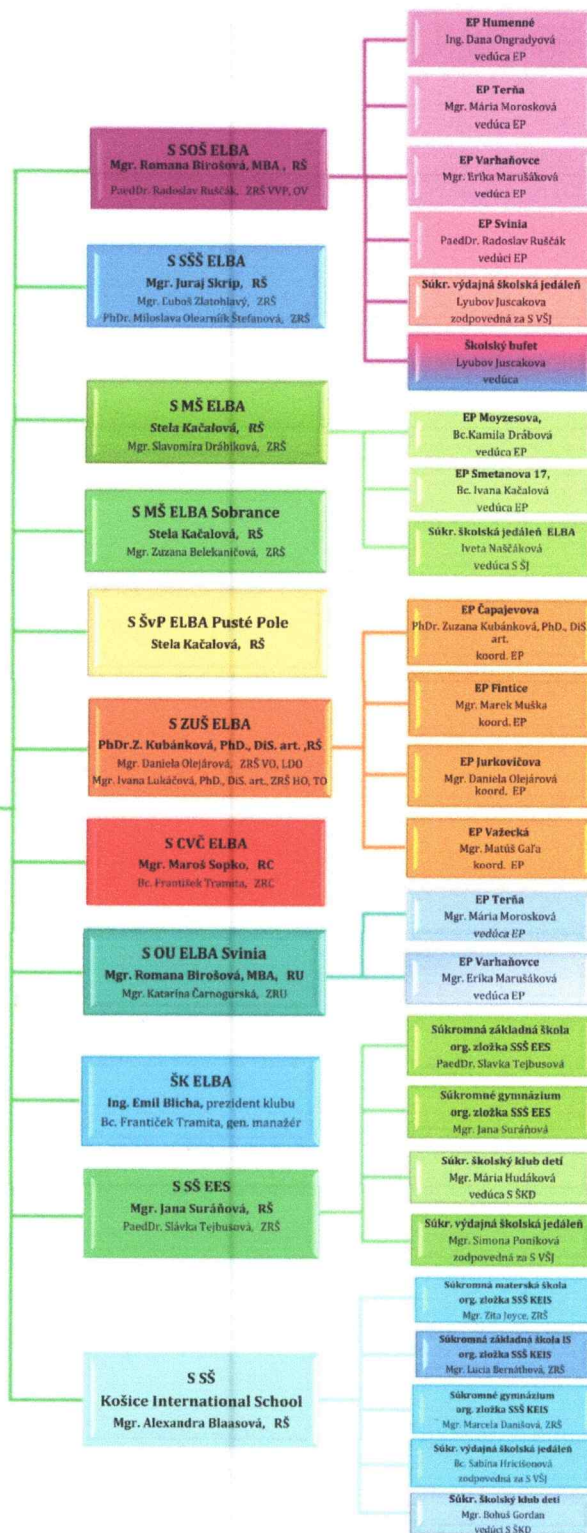 S SOŠ ELBA
Mgr. Romana Birošová, MBA , RŠ
PaedDr. Radoslav Ruščák, ZRŠ VVP, OV
EP Humenné
Ing. Dana Ongradyová
vedúca EP
EP Terňa
Mgr. Mária Morosková
vedúca EP
EP Varhaňovce
Mgr. Erika Marušáková
vedúca EP
EP Svinia
PaedDr. Radoslav Ruščák
vedúci EP
Súkr. výdajná školská jedáleň
Lyubov Juscakova
zodpovedná za S VŠJ
Školský bufet
Lyubov Juscakova
vedúca
S SŠŠ ELBA
Mgr. Juraj Skrip, RŠ
Mgr. Ľuboš Zlatohlavý, ZRŠ
PhDr. Miloslava Olearniík Štefanová, ZRŠ
S MŠ ELBA
Stela Kačalová, RŠ
Mgr. Slavomíra Drábiková, ZRŠ
EP Moyzesova,
Bc.Kamila Drábová
vedúca EP
EP Smetanova 17,
Bc. Ivana Kačalová
vedúca EP
Súkr. školská jedáleň ELBA
Iveta Naščáková
vedúca S ŠJ
S MŠ ELBA Sobrance
Stela Kačalová, RŠ
Mgr. Zuzana Belekaničová, ZRŠ
S ŠvP ELBA Pusté Pole
Stela Kačalová, RŠ
S ZUŠ ELBA
PhDr.Z. Kubánková, PhD., DiS. art. ,RŠ
Mgr. Daniela Olejárová, ZRŠ VO, LDO
Mgr. Ivana Lukáčová, PhD., DiS. art., ZRŠ HO, TO
EP Čapajevova
PhDr. Zuzana Kubánková, PhD., DiS.
art.
koord. EP
EP Fintice
Mgr. Marek Muška
koord. EP
EP Jurkovičova
Mgr. Daniela Olejárová
koord. EP
EP Važecká
Mgr. Matúš Gaľa
koord. EP
S CVČ ELBA
Mgr. Maroš Sopko, RC
Bc. František Tramita, ZRC
S OU ELBA Svinia
Mgr. Romana Birošová, MBA, RU
Mgr. Katarína Čarnogurská, ZRU
EP Terňa
Mgr. Mária Morosková
vedúca EP
EP Varhaňovce
Mgr. Erika Marušáková
vedúca EP
ŠK ELBA
Ing. Emil Blicha, prezident klubu
Bc. Frantíček Tramita, gen. manažér
S SŠ EES
Mgr. Jana Suráňová, RŠ
PaedDr. Slávka Tejbusová, ZRŠ
Súkromná základná škola
org. zložka SSŠ EES
PaedDr. Slavka Tejbusová
Súkromné gymnázium
org. zložka SSŠ EES
Mgr. Jana Suráňová
Súkr. školský klub detí
Mgr. Mária Hudáková
vedúca S ŠKD
Súkr. výdajná školská jedáleň
Mgr. Simona Poníková
zodpovedná za S VŠJ
S SŠ
Košice International School
Mgr. Alexandra Blaasová, RŠ
Súkromná materská škola
org. zložka SSŠ KEIS
Mgr. Zita Joyce, ZRŠ
Súkromná základná škola IS
org. zložka SSŠ KEIS
Mgr. Lucia Bernáthová, ZRŠ
Súkromné gymnázium
org. zložka SSŠ KEIS
Mgr. Marcela Danišová, ZRŠ
Súkr. výdajná školská jedáleň
Bc. Sabína Hricišonová
zodpovedná za S VŠJ
Súkr. školský klub detí
Mgr. Bohuš Gordan
vedúci S ŠKD